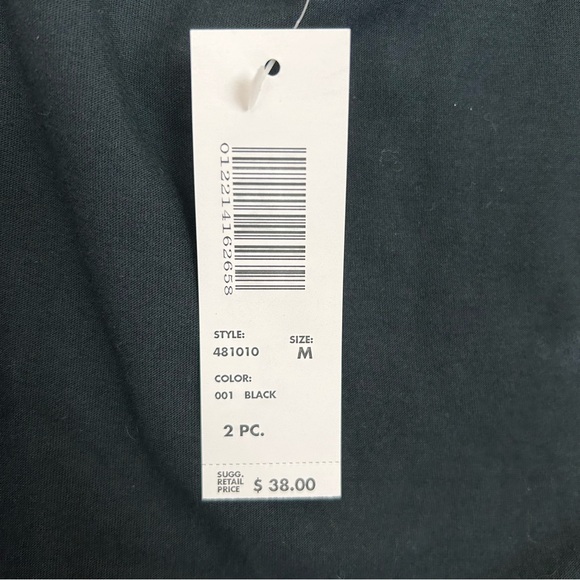 012214162658
STYLE: SIZE:
481010 M
COLOR:
001 BLACK
2 PC.
SUGG.
RETAIL
PRICE $ 38.00